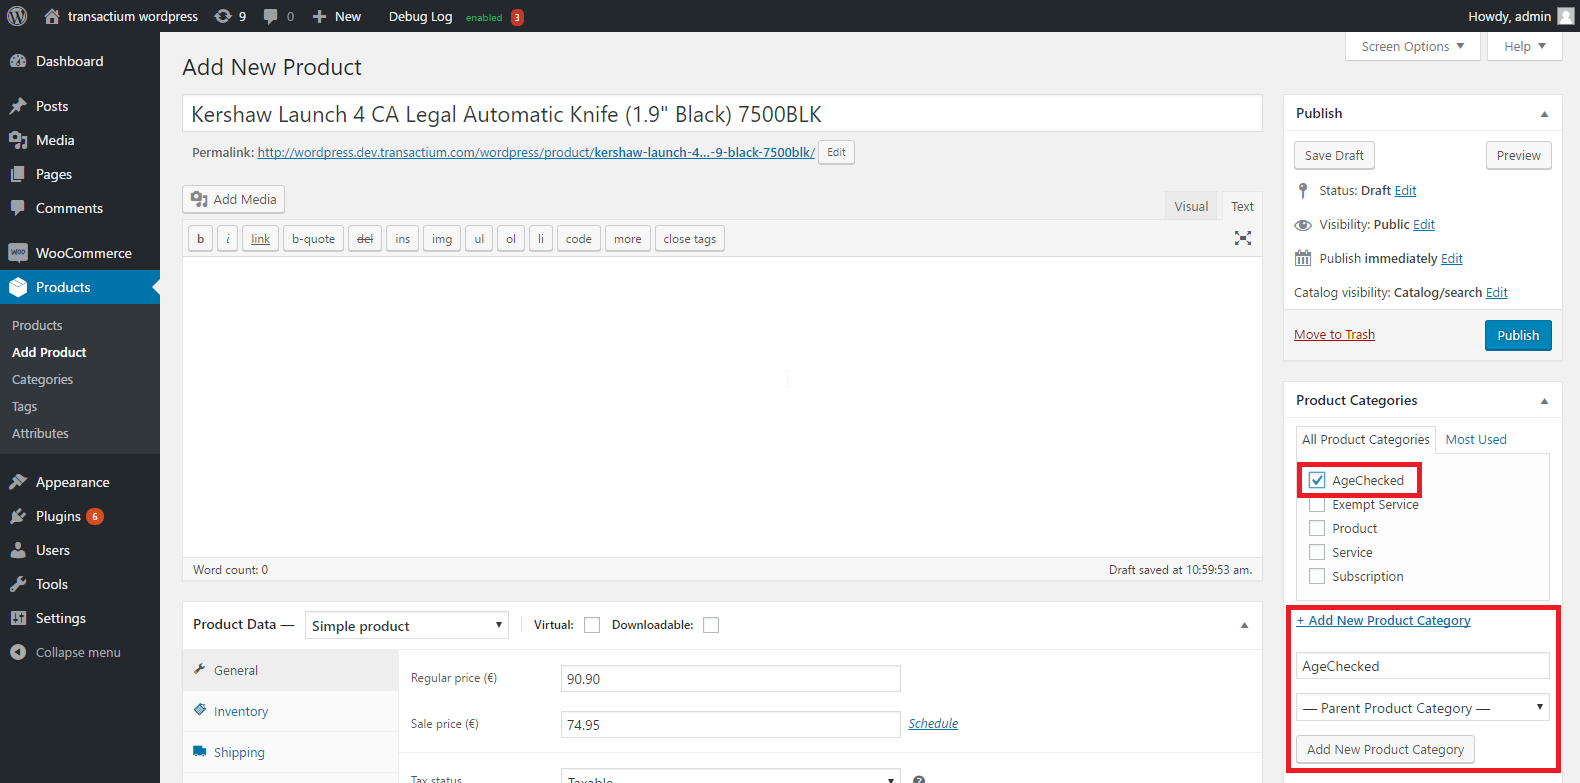 transactium wordpress 9 0 New Debug Log enabled 3 Howdy, admin
Dashboard
Posts
Media
Pages
Comments
WooCommerce
Products
Products
Add Product
Categories
Tags
Attributes
Appearance
Plugins 6
Users
Tools
Settings
Collapse menu
Screen Options Help
Add New Product
Kershaw Launch 4 CA Legal Automatic Knife (1.9" Black) 7500BLK
Permalink: http://wordpress.dev.transactium.com/wordpress/product/kershaw-launch-4...-9-black-7500blk/ Edit
Add Media
Visual Text
b i link b-quote del ins img ul ol li code more close tags
Word count: 0 Draft saved at 10:59:53 am.
Product Data — Simple product Virtual: Downloadable:
General
Inventory
Shipping
Regular price (€) 90.90
Sale price (€) 74.95 Schedule
Tax status Taxable
Publish
Save Draft Preview
Status: Draft Edit
Visibility: Public Edit
Publish immediately Edit
Catalog visibility: Catalog/search Edit
Move to Trash Publish
Product Categories
All Product Categories Most Used
AgeChecked
Exempt Service
Product
Service
Subscription
+ Add New Product Category
AgeChecked
— Parent Product Category —
Add New Product Category